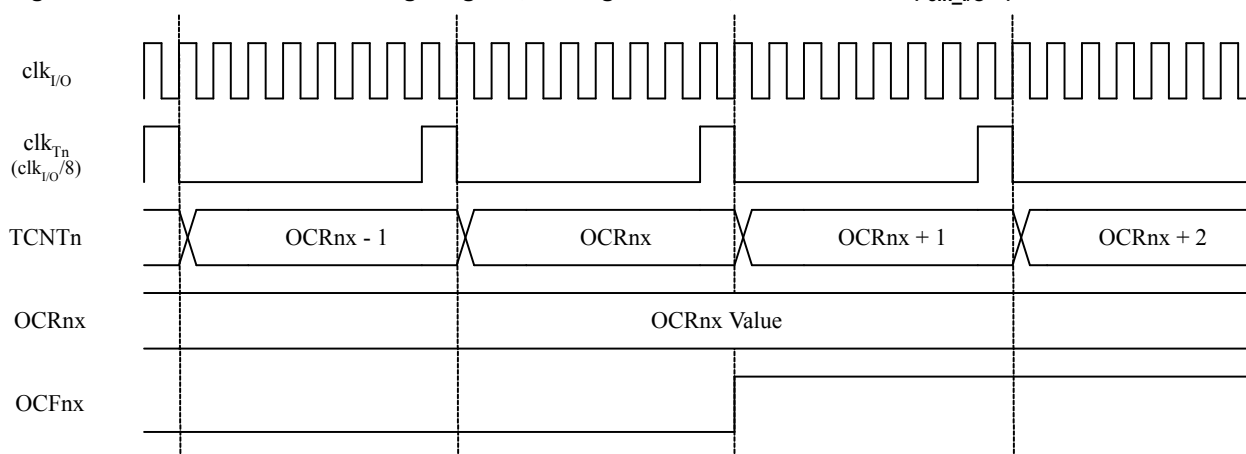 clk_I/O
clk_Tn
(clk_I/O/8)
TCNTn
OCRnx - 1
OCRnx
OCRnx + 1
OCRnx + 2
OCRnx
OCRnx Value
OCFnx